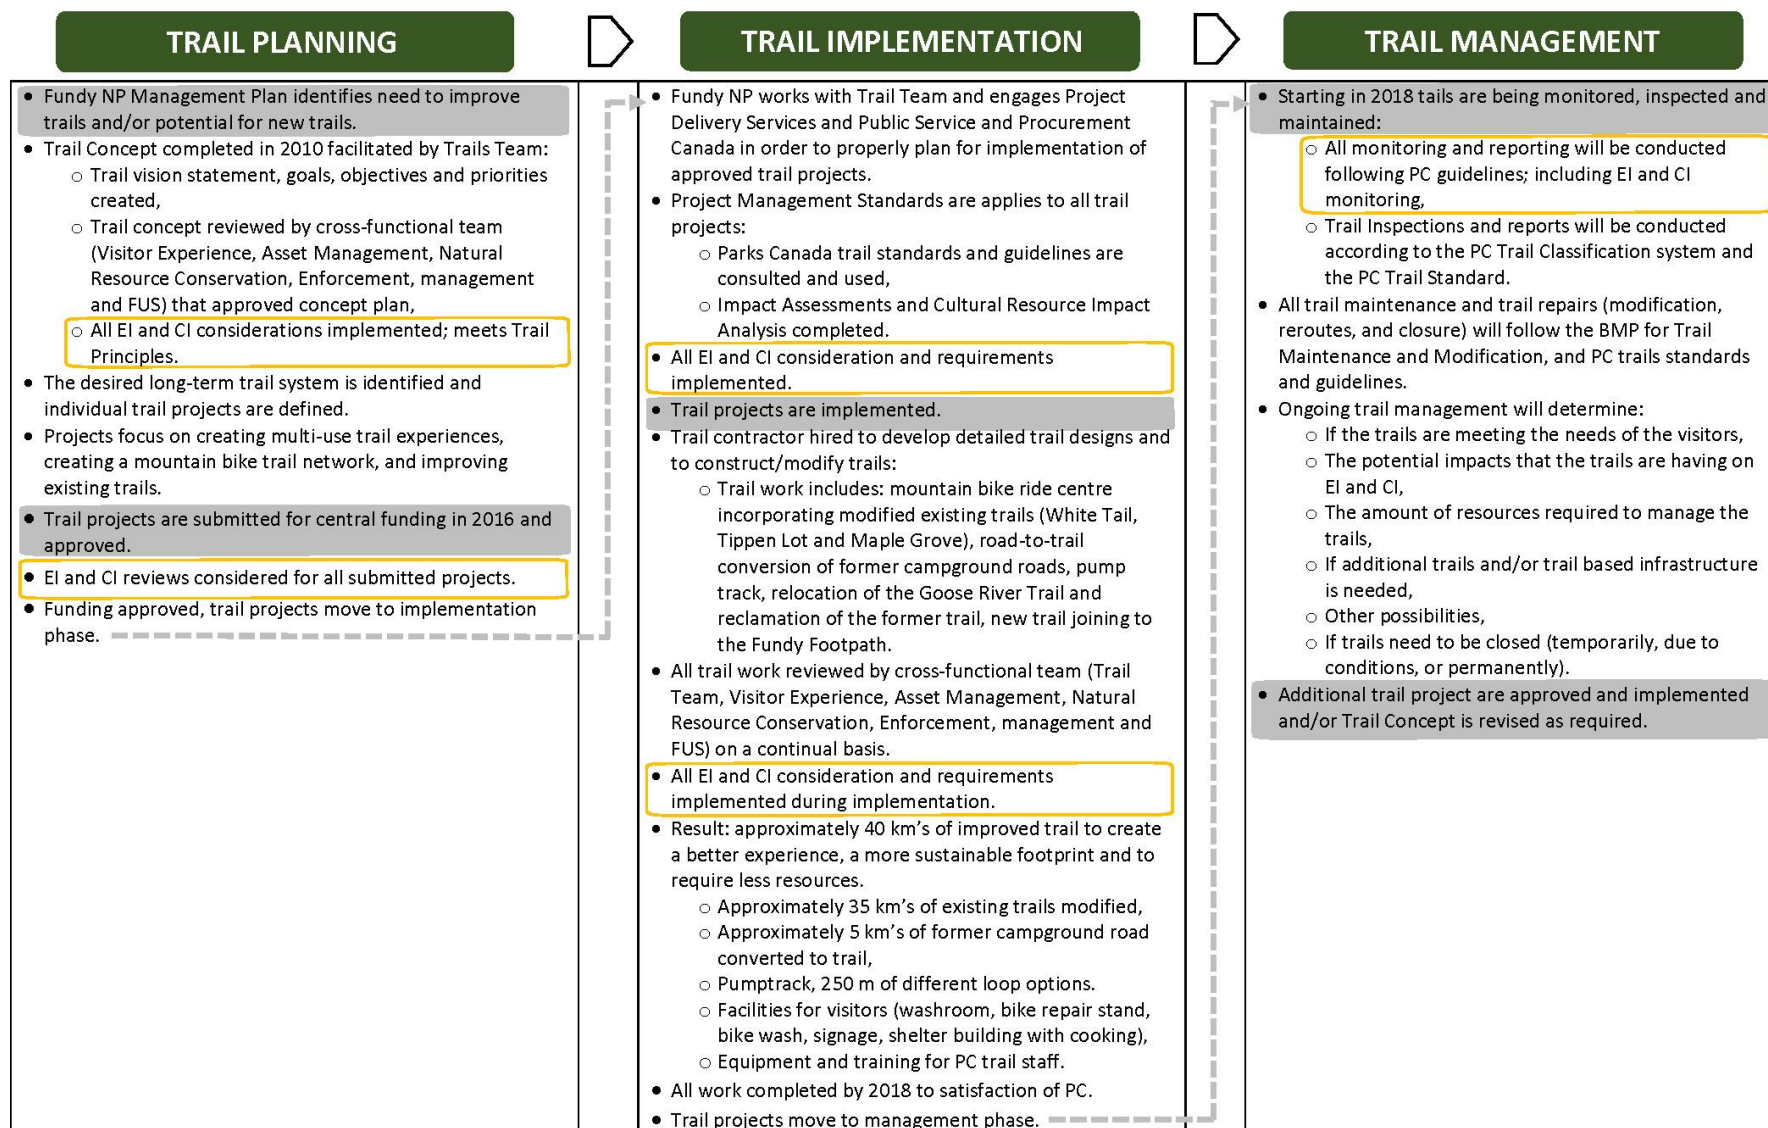 TRAIL PLANNING
TRAIL IMPLEMENTATION
TRAIL MANAGEMENT
• Fundy NP Management Plan identifies need to improve
trails and/or potential for new trails.
• Trail Concept completed in 2010 facilitated by Trails Team:
○ Trail vision statement, goals, objectives and priorities
created,
○ Trail concept reviewed by cross-functional team
(Visitor Experience, Asset Management, Natural
Resource Conservation, Enforcement, management
and FUS) that approved concept plan,
○ All EI and CI considerations implemented; meets Trail
Principles.
• The desired long-term trail system is identified and
individual trail projects are defined.
• Projects focus on creating multi-use trail experiences,
creating a mountain bike trail network, and improving
existing trails.
• Trail projects are submitted for central funding in 2016 and
approved.
• EI and CI reviews considered for all submitted projects.
• Funding approved, trail projects move to implementation
phase.
• Fundy NP works with Trail Team and engages Project
Delivery Services and Public Service and Procurement
Canada in order to properly plan for implementation of
approved trail projects.
• Project Management Standards are applies to all trail
projects:
○ Parks Canada trail standards and guidelines are
consulted and used,
○ Impact Assessments and Cultural Resource Impact
Analysis completed.
• All EI and CI consideration and requirements
implemented.
• Trail projects are implemented.
• Trail contractor hired to develop detailed trail designs and
to construct/modify trails:
○ Trail work includes: mountain bike ride centre
incorporating modified existing trails (White Tail,
Tippen Lot and Maple Grove), road-to-trail
conversion of former campground roads, pump
track, relocation of the Goose River Trail and
reclamation of the former trail, new trail joining to
the Fundy Footpath.
• All trail work reviewed by cross-functional team (Trail
Team, Visitor Experience, Asset Management, Natural
Resource Conservation, Enforcement, management and
FUS) on a continual basis.
• All EI and CI consideration and requirements
implemented during implementation.
• Result: approximately 40 km's of improved trail to create
a better experience, a more sustainable footprint and to
require less resources.
○ Approximately 35 km's of existing trails modified,
○ Approximately 5 km's of former campground road
converted to trail,
○ Pumptrack, 250 m of different loop options.
○ Facilities for visitors (washroom, bike repair stand,
bike wash, signage, shelter building with cooking),
○ Equipment and training for PC trail staff.
• All work completed by 2018 to satisfaction of PC.
• Trail projects move to management phase.
• Starting in 2018 tails are being monitored, inspected and
maintained:
○ All monitoring and reporting will be conducted
following PC guidelines; including EI and CI
monitoring,
○ Trail Inspections and reports will be conducted
according to the PC Trail Classification system and
the PC Trail Standard.
• All trail maintenance and trail repairs (modification,
reroutes, and closure) will follow the BMP for Trail
Maintenance and Modification, and PC trails standards
and guidelines.
• Ongoing trail management will determine:
○ If the trails are meeting the needs of the visitors,
○ The potential impacts that the trails are having on
EI and CI,
○ The amount of resources required to manage the
trails,
○ If additional trails and/or trail based infrastructure
is needed,
○ Other possibilities,
○ If trails need to be closed (temporarily, due to
conditions, or permanently).
• Additional trail project are approved and implemented
and/or Trail Concept is revised as required.